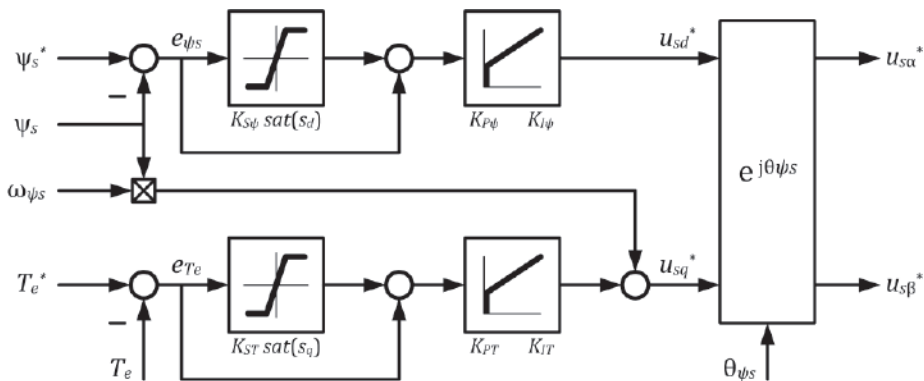 ψs* eψs usd* usα*
KSψ sat(sd) KPψ KIψ
ψs
ωψs e jθψs
Te* eTe usq* usβ*
KST sat(sq) KPT KIT
Te θψs